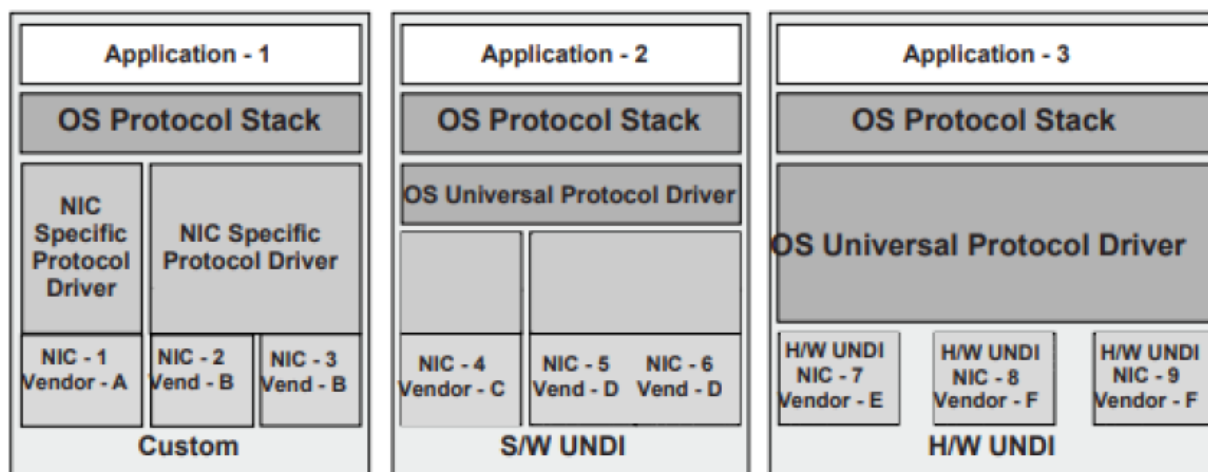 Application - 1
OS Protocol Stack
NIC
Specific
Protocol
Driver
NIC Specific
Protocol Driver
NIC - 1
Vendor - A
NIC - 2
Vend - B
NIC - 3
Vend - B
Custom
Application - 2
OS Protocol Stack
OS Universal Protocol Driver
NIC - 4
Vendor - C
NIC - 5
Vend - D
NIC - 6
Vend - D
S/W UNDI
Application - 3
OS Protocol Stack
OS Universal Protocol Driver
H/W UNDI
NIC - 7
Vendor - E
H/W UNDI
NIC - 8
Vendor - F
H/W UNDI
NIC - 9
Vendor - F
H/W UNDI